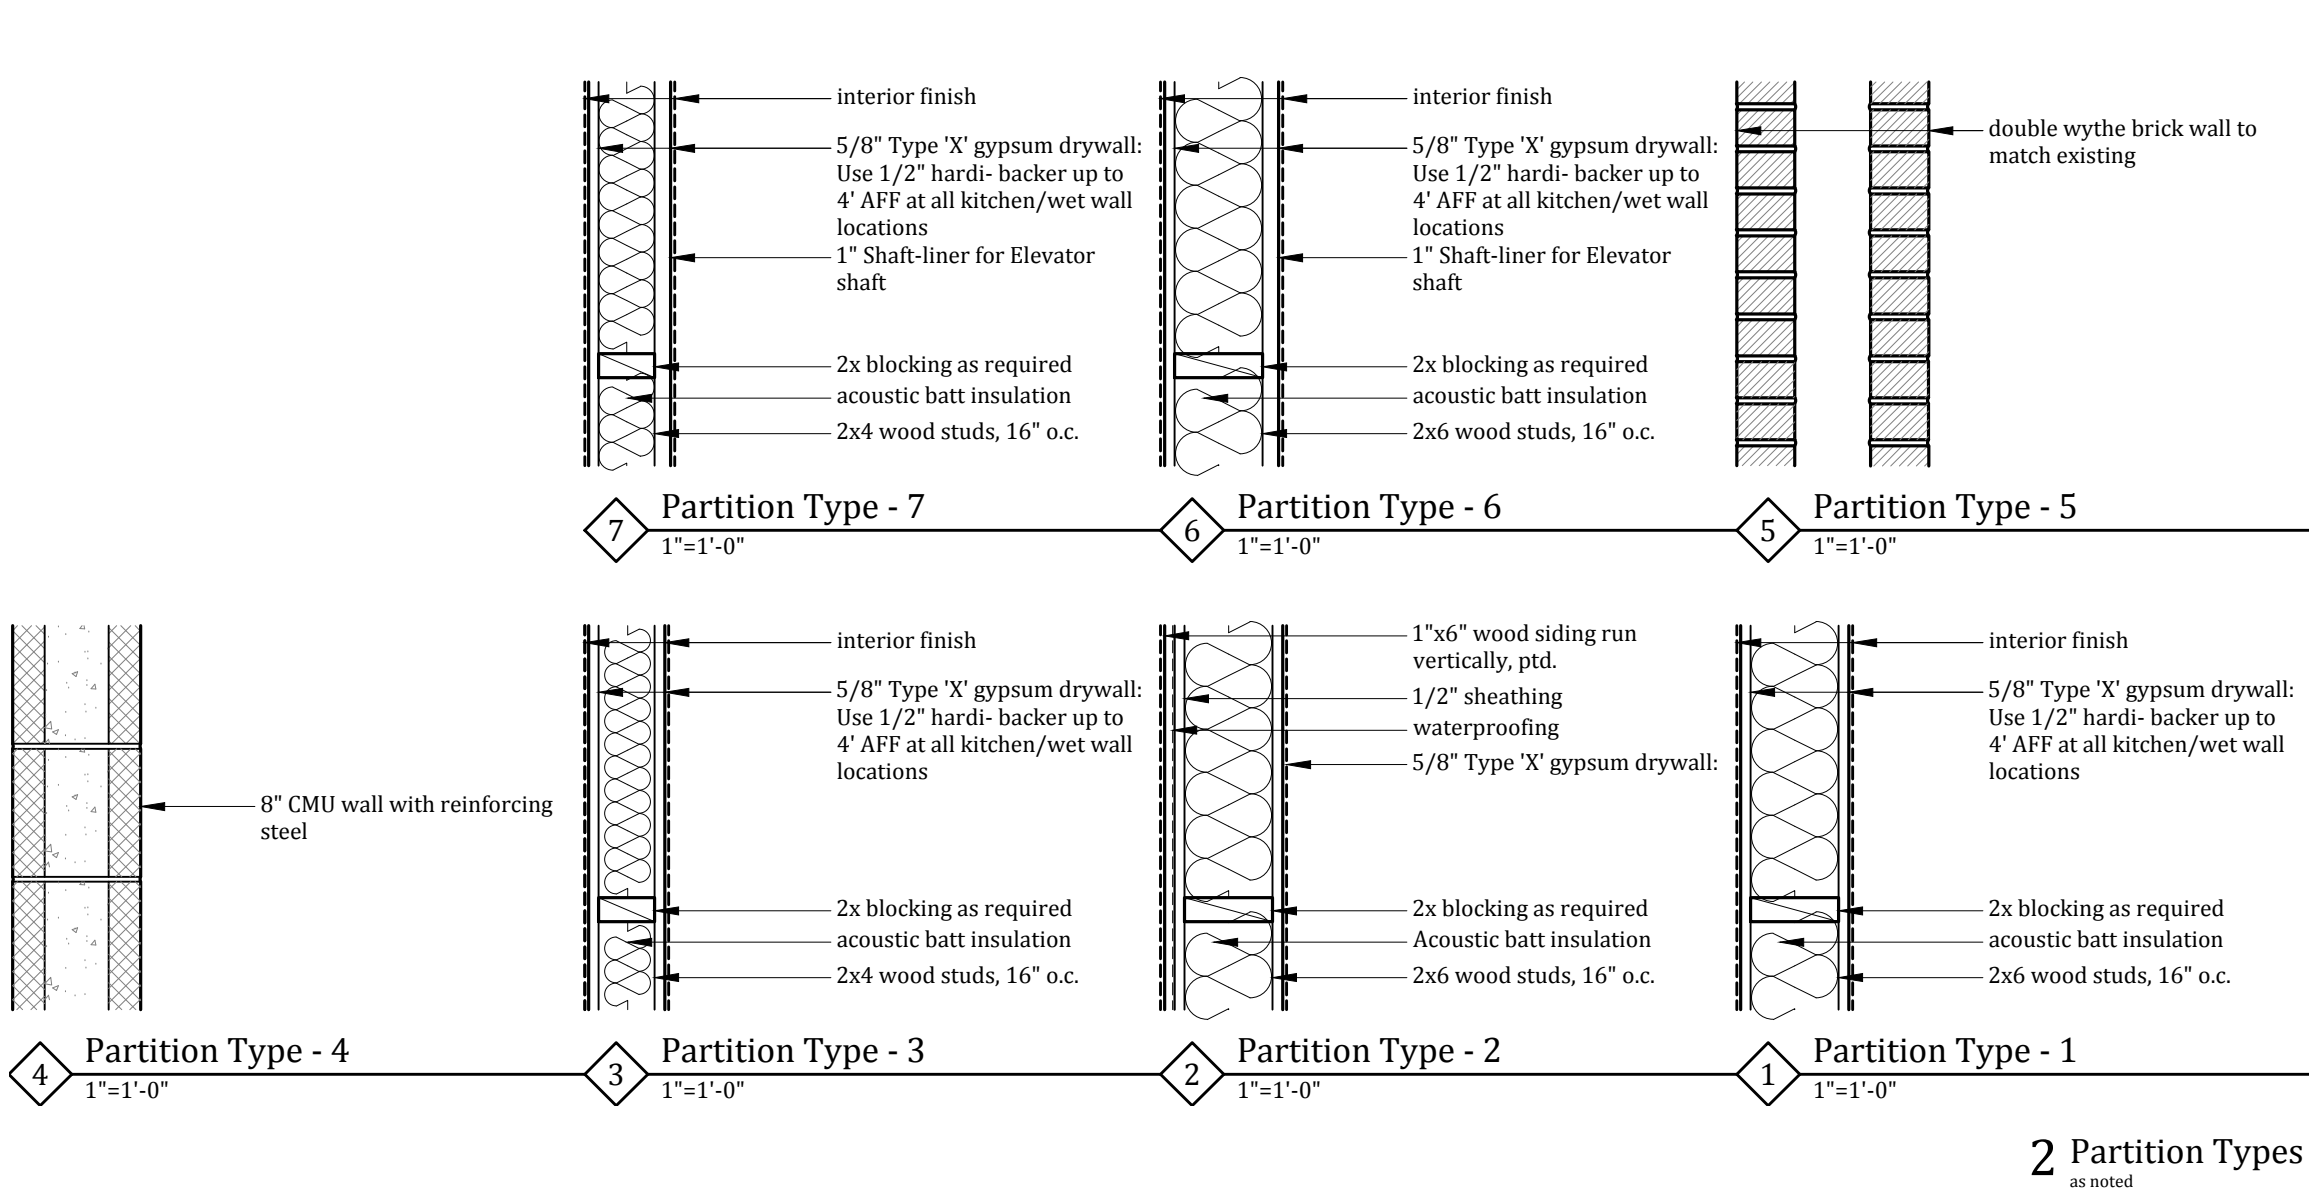 interior finish
5/8" Type 'X' gypsum drywall:
Use 1/2" hardi- backer up to
4' AFF at all kitchen/wet wall
locations
1" Shaft-liner for Elevator
shaft
2x blocking as required
acoustic batt insulation
2x4 wood studs, 16" o.c.
7
Partition Type - 7
1"=1'-0"
interior finish
5/8" Type 'X' gypsum drywall:
Use 1/2" hardi- backer up to
4' AFF at all kitchen/wet wall
locations
1" Shaft-liner for Elevator
shaft
2x blocking as required
acoustic batt insulation
2x6 wood studs, 16" o.c.
6
Partition Type - 6
1"=1'-0"
double wythe brick wall to
match existing
5
Partition Type - 5
1"=1'-0"
8" CMU wall with reinforcing
steel
4
Partition Type - 4
1"=1'-0"
interior finish
5/8" Type 'X' gypsum drywall:
Use 1/2" hardi- backer up to
4' AFF at all kitchen/wet wall
locations
2x blocking as required
acoustic batt insulation
2x4 wood studs, 16" o.c.
3
Partition Type - 3
1"=1'-0"
1"x6" wood siding run
vertically, ptd.
1/2" sheathing
waterproofing
5/8" Type 'X' gypsum drywall:
2x blocking as required
Acoustic batt insulation
2x6 wood studs, 16" o.c.
2
Partition Type - 2
1"=1'-0"
interior finish
5/8" Type 'X' gypsum drywall:
Use 1/2" hardi- backer up to
4' AFF at all kitchen/wet wall
locations
2x blocking as required
acoustic batt insulation
2x6 wood studs, 16" o.c.
1
Partition Type - 1
1"=1'-0"
2 Partition Types
as noted